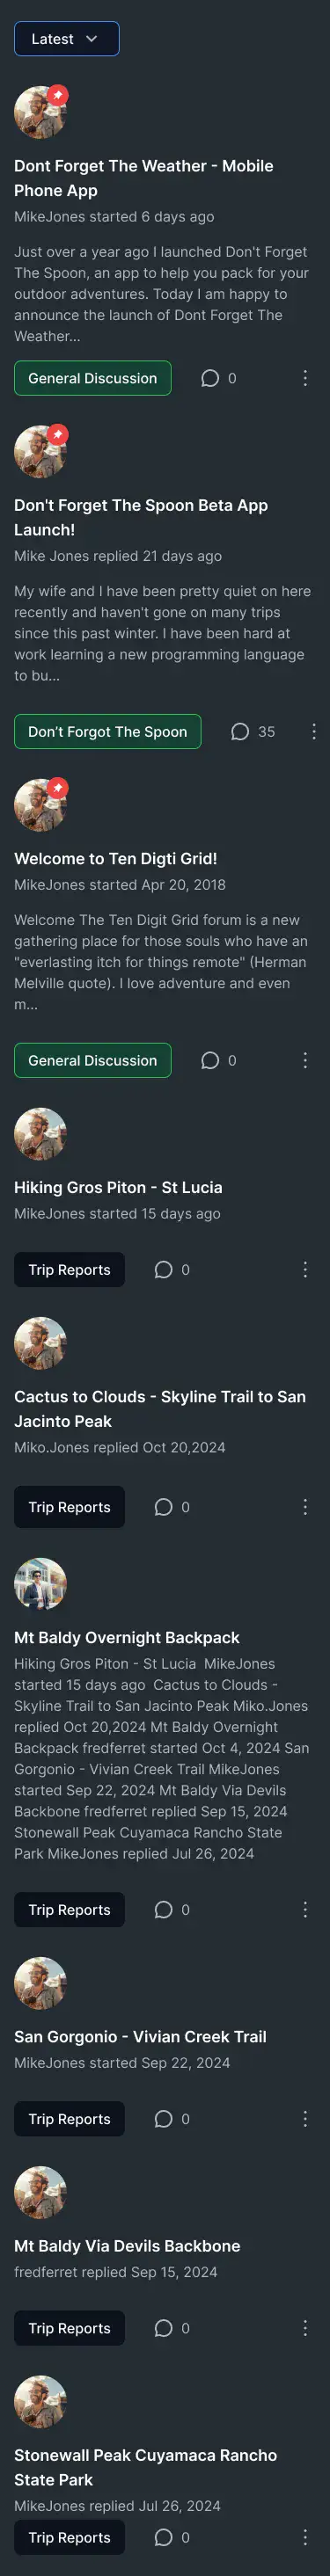 Latest
Dont Forget The Weather - Mobile
Phone App
MikeJones started 6 days ago
Just over a year ago I launched Don't Forget
The Spoon, an app to help you pack for your
outdoor adventures. Today I am happy to
announce the launch of Dont Forget The
Weather...
General Discussion 0
Don't Forget The Spoon Beta App
Launch!
Mike Jones replied 21 days ago
My wife and I have been pretty quiet on here
recently and haven't gone on many trips
since this past winter. I have been hard at
work learning a new programming language
to bu...
Don't Forgot The Spoon 35
Welcome to Ten Digti Grid!
MikeJones started Apr 20, 2018
Welcome The Ten Digit Grid forum is a new
gathering place for those souls who have an
"everlasting itch for things remote" (Herman
Melville quote). I love adventure and even
m...
General Discussion 0
Hiking Gros Piton - St Lucia
MikeJones started 15 days ago
Trip Reports 0
Cactus to Clouds - Skyline Trail to San
Jacinto Peak
Miko.Jones replied Oct 20,2024
Trip Reports 0
Mt Baldy Overnight Backpack
Hiking Gros Piton - St Lucia MikeJones
started 15 days ago Cactus to Clouds -
Skyline Trail to San Jacinto Peak Miko.Jones
replied Oct 20,2024 Mt Baldy Overnight
Backpack fredferret started Oct 4, 2024 San
Gorgonio - Vivian Creek Trail MikeJones
started Sep 22, 2024 Mt Baldy Via Devils
Backbone fredferret replied Sep 15, 2024
Stonewall Peak Cuyamaca Rancho State
Park MikeJones replied Jul 26, 2024
Trip Reports 0
San Gorgonio - Vivian Creek Trail
MikeJones started Sep 22, 2024
Trip Reports 0
Mt Baldy Via Devils Backbone
fredferret replied Sep 15, 2024
Trip Reports 0
Stonewall Peak Cuyamaca Rancho
State Park
MikeJones replied Jul 26, 2024
Trip Reports 0